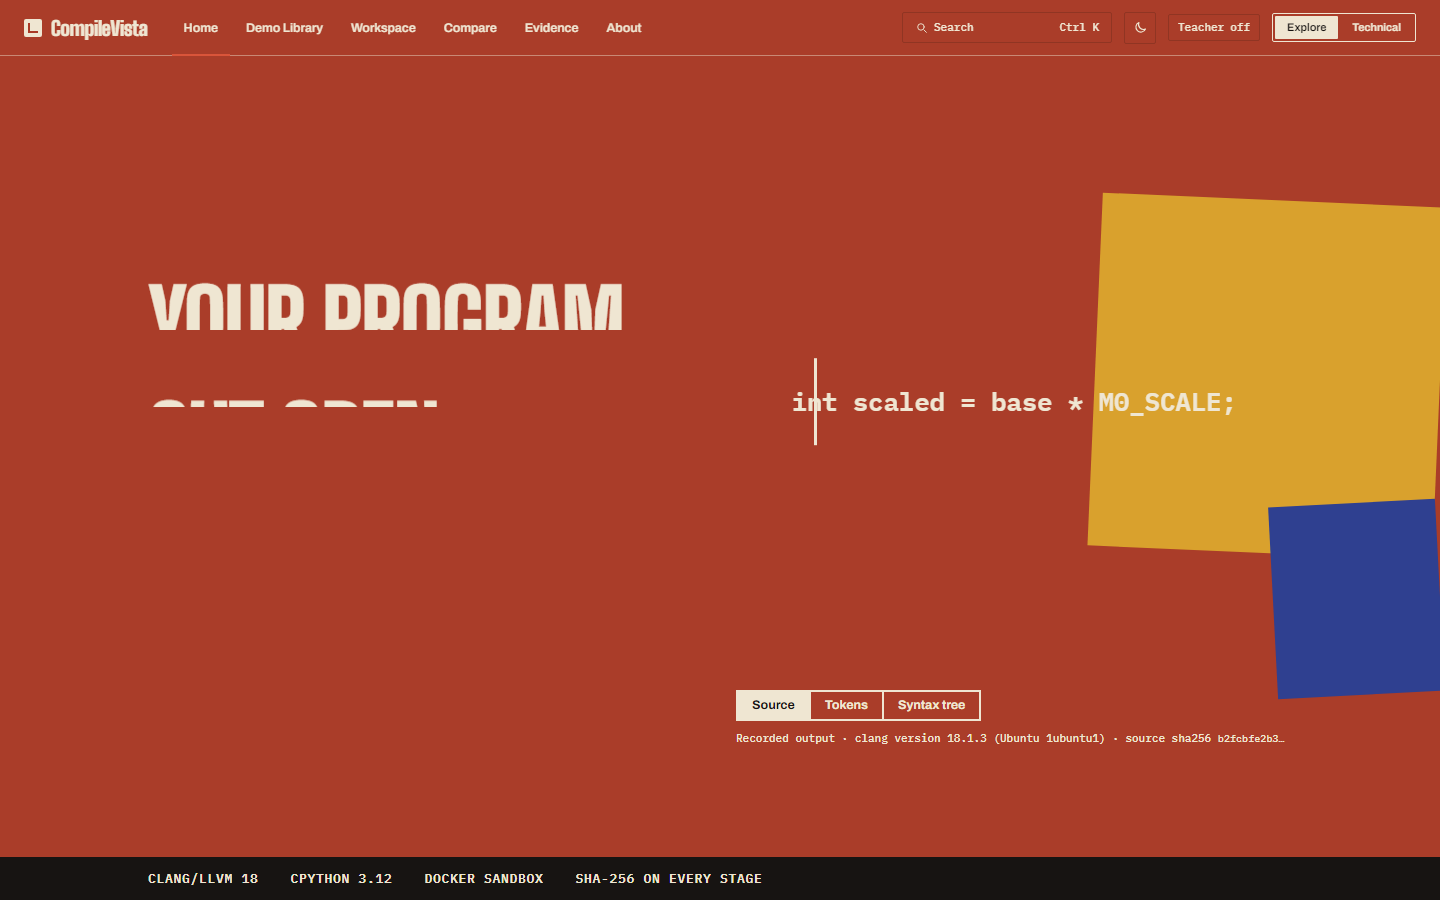 CompileVista Home Demo Library Workspace Compare Evidence About Search Ctrl K Teacher off Explore Technical
YOUR PROGRAM
int scaled = base * M0_SCALE;
Source Tokens Syntax tree
Recorded output · clang version 18.1.3 (Ubuntu 1ubuntu1) · source sha256 b2fcbfe2b3…
CLANG/LLVM 18 CPYTHON 3.12 DOCKER SANDBOX SHA-256 ON EVERY STAGE